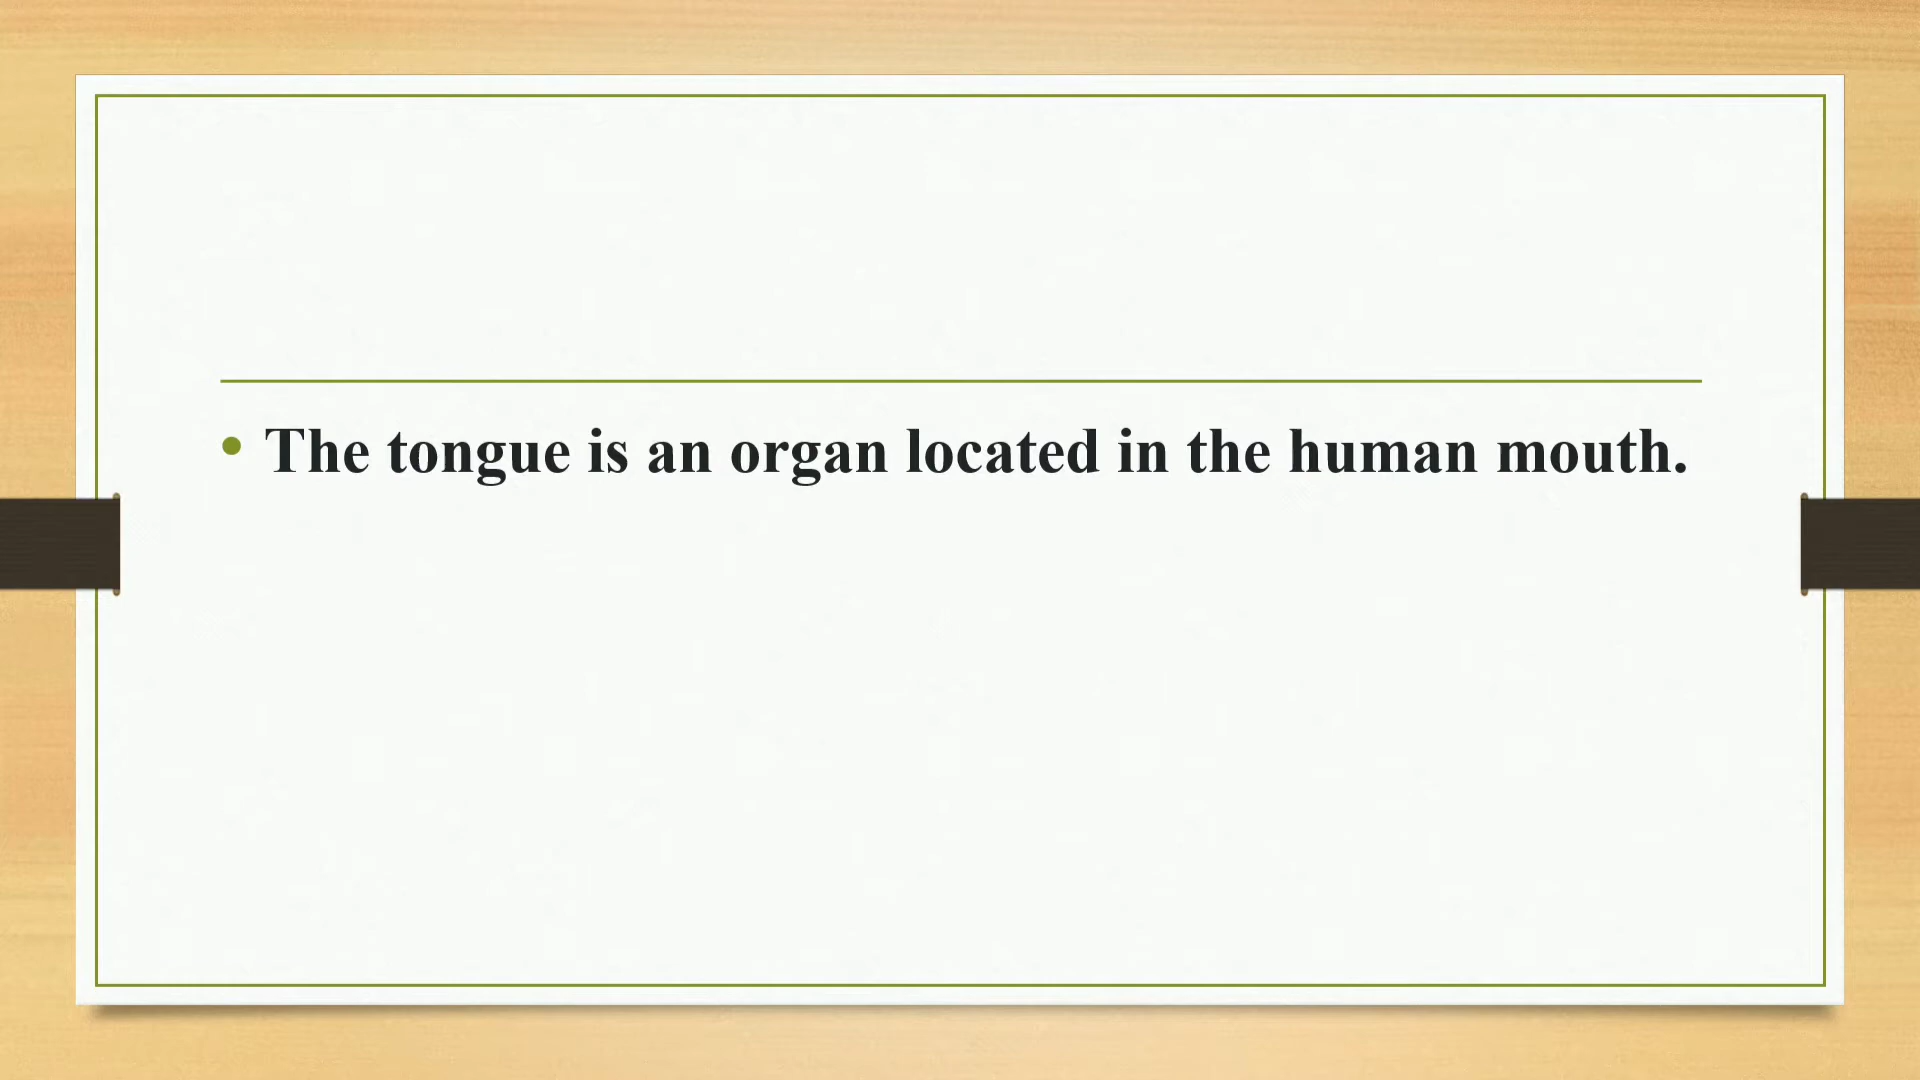 • The tongue is an organ located in the human mouth.